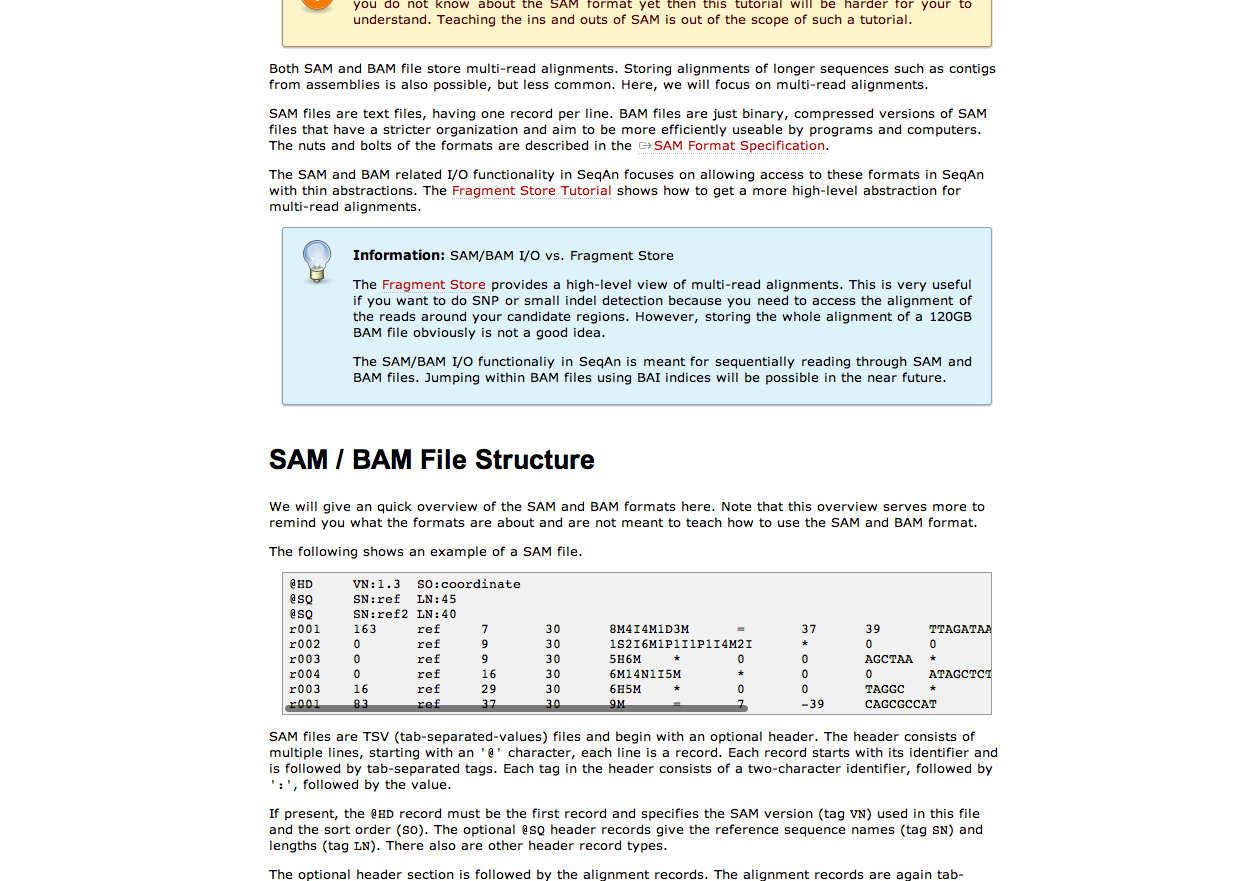 you do not know about the SAM format yet then this tutorial will be harder for your to
understand. Teaching the ins and outs of SAM is out of the scope of such a tutorial.
Both SAM and BAM file store multi-read alignments. Storing alignments of longer sequences such as contigs
from assemblies is also possible, but less common. Here, we will focus on multi-read alignments.
SAM files are text files, having one record per line. BAM files are just binary, compressed versions of SAM
files that have a stricter organization and aim to be more efficiently useable by programs and computers.
The nuts and bolts of the formats are described in the SAM Format Specification.
The SAM and BAM related I/O functionality in SeqAn focuses on allowing access to these formats in SeqAn
with thin abstractions. The Fragment Store Tutorial shows how to get a more high-level abstraction for
multi-read alignments.
Information: SAM/BAM I/O vs. Fragment Store
The Fragment Store provides a high-level view of multi-read alignments. This is very useful
if you want to do SNP or small indel detection because you need to access the alignment of
the reads around your candidate regions. However, storing the whole alignment of a 120GB
BAM file obviously is not a good idea.
The SAM/BAM I/O functionaliy in SeqAn is meant for sequentially reading through SAM and
BAM files. Jumping within BAM files using BAI indices will be possible in the near future.
SAM / BAM File Structure
We will give an quick overview of the SAM and BAM formats here. Note that this overview serves more to
remind you what the formats are about and are not meant to teach how to use the SAM and BAM format.
The following shows an example of a SAM file.
@HD VN:1.3 SO:coordinate
@SQ SN:ref LN:45
@SQ SN:ref2 LN:40
r001 163 ref 7 30 8M4I4M1D3M = 37 39 TTAGATAA
r002 0 ref 9 30 1S2I6M1P1I1P1I4M2I * 0 0
r003 0 ref 9 30 5H6M * 0 0 AGCTAA *
r004 0 ref 16 30 6M14N1I5M * 0 0 ATAGCTCT
r003 16 ref 29 30 6H5M * 0 0 TAGGC *
r001 83 ref 37 30 9M = 7 -39 CAGCGCCAT
SAM files are TSV (tab-separated-values) files and begin with an optional header. The header consists of
multiple lines, starting with an '@' character, each line is a record. Each record starts with its identifier and
is followed by tab-separated tags. Each tag in the header consists of a two-character identifier, followed by
':', followed by the value.
If present, the @HD record must be the first record and specifies the SAM version (tag VN) used in this file
and the sort order (SO). The optional @SQ header records give the reference sequence names (tag SN) and
lengths (tag LN). There also are other header record types.
The optional header section is followed by the alignment records. The alignment records are again tab-